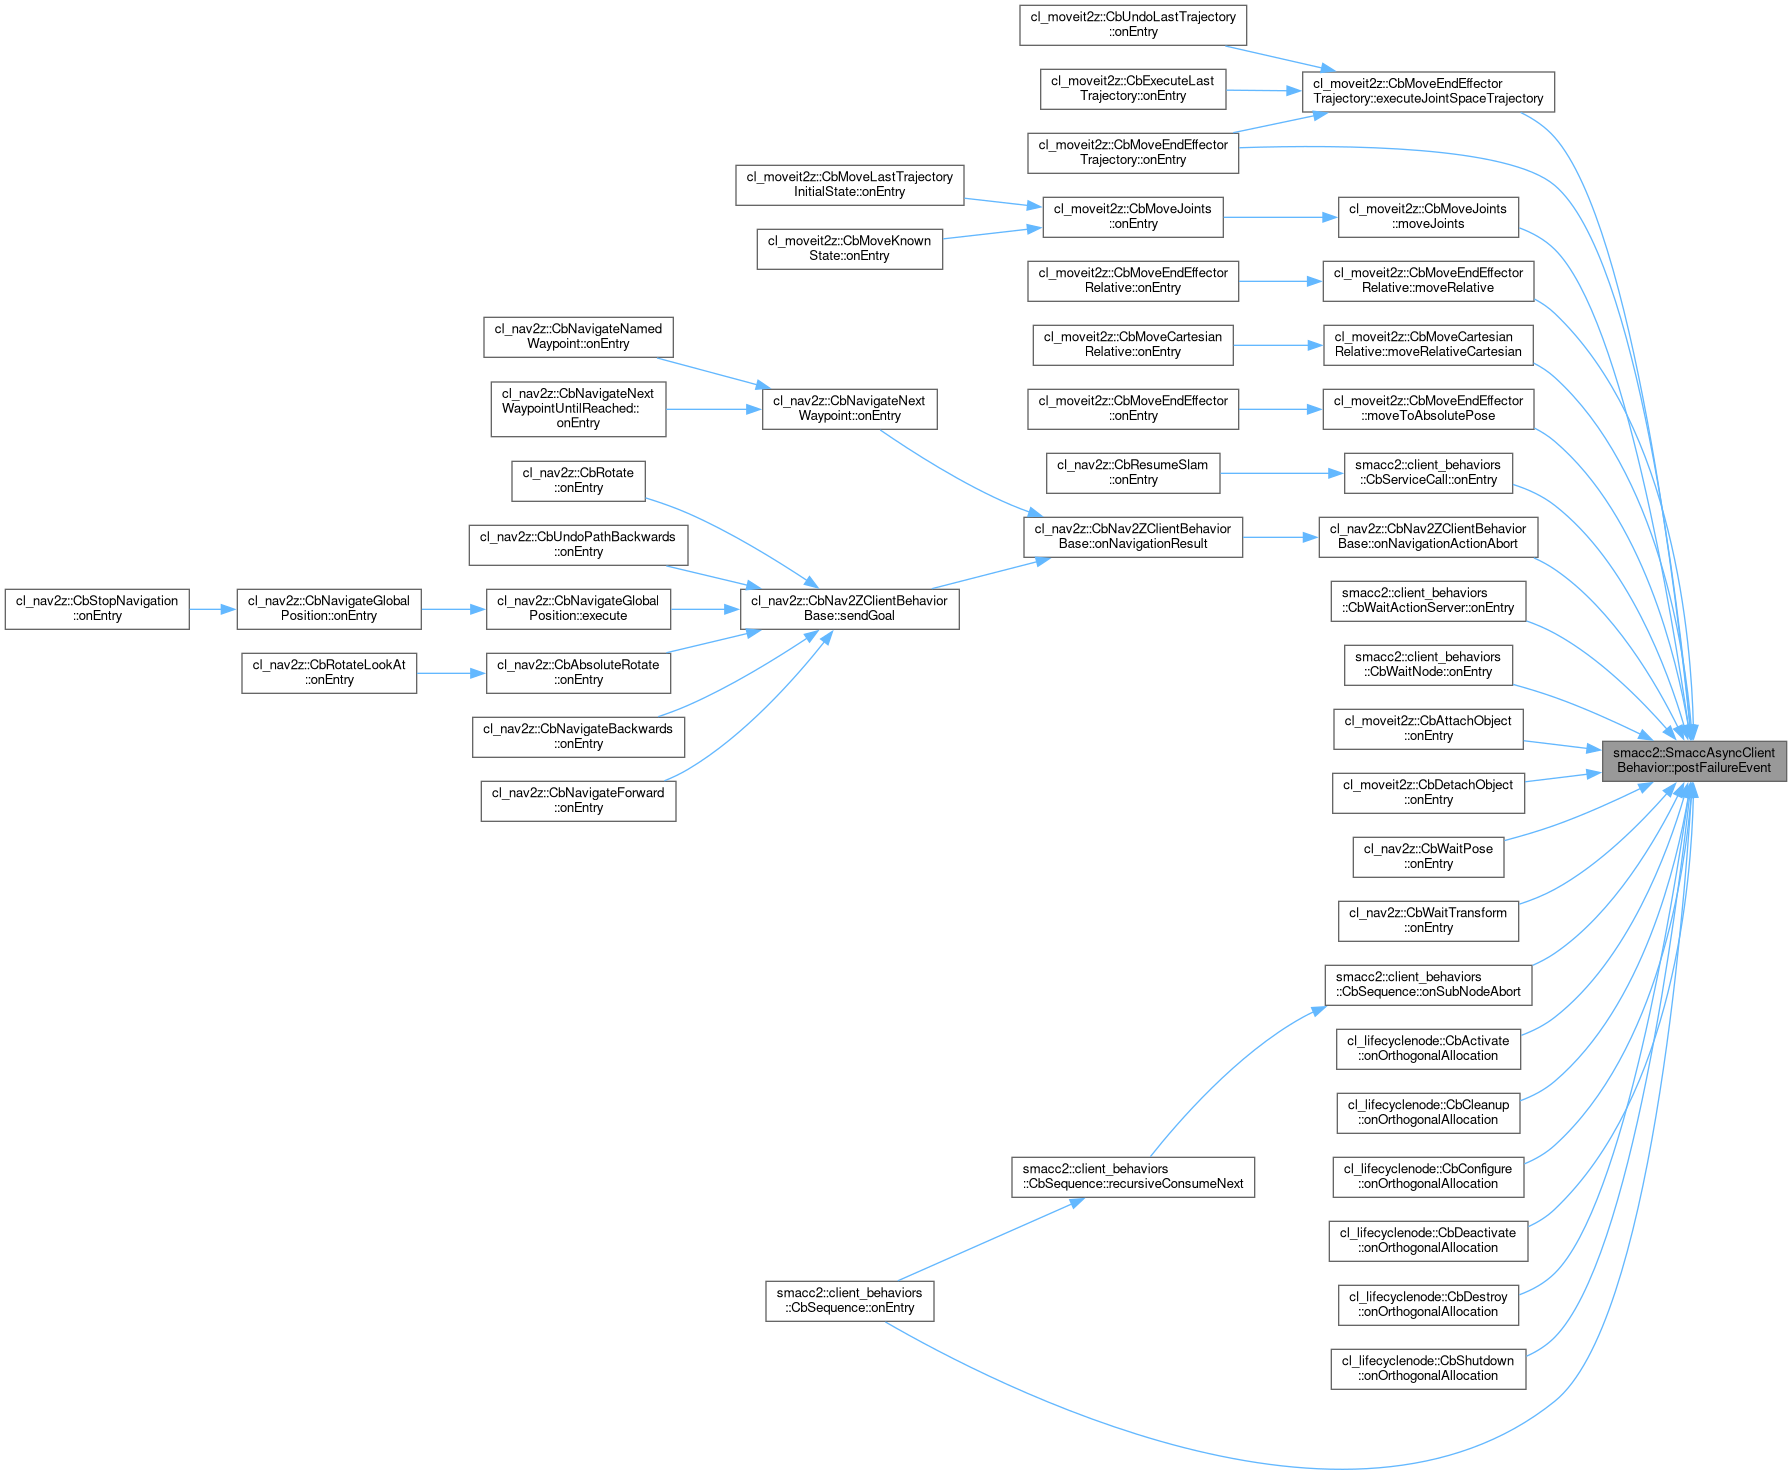 cl_moveit2z::CbUndoLastTrajectory
::onEntry
cl_moveit2z::CbExecuteLast
Trajectory::onEntry
cl_moveit2z::CbMoveEndEffector
Trajectory::executeJointSpaceTrajectory
cl_moveit2z::CbMoveEndEffector
Trajectory::onEntry
cl_moveit2z::CbMoveLastTrajectory
InitialState::onEntry
cl_moveit2z::CbMoveJoints
::onEntry
cl_moveit2z::CbMoveJoints
::moveJoints
cl_moveit2z::CbMoveKnown
State::onEntry
cl_moveit2z::CbMoveEndEffector
Relative::onEntry
cl_moveit2z::CbMoveEndEffector
Relative::moveRelative
cl_nav2z::CbNavigateNamed
Waypoint::onEntry
cl_moveit2z::CbMoveCartesian
Relative::onEntry
cl_moveit2z::CbMoveCartesian
Relative::moveRelativeCartesian
cl_nav2z::CbNavigateNext
WaypointUntilReached::
onEntry
cl_nav2z::CbNavigateNext
Waypoint::onEntry
cl_moveit2z::CbMoveEndEffector
::onEntry
cl_moveit2z::CbMoveEndEffector
::moveToAbsolutePose
cl_nav2z::CbRotate
::onEntry
cl_nav2z::CbResumeSlam
::onEntry
smacc2::client_behaviors
::CbServiceCall::onEntry
cl_nav2z::CbUndoPathBackwards
::onEntry
cl_nav2z::CbNav2ZClientBehavior
Base::onNavigationResult
cl_nav2z::CbNav2ZClientBehavior
Base::onNavigationActionAbort
cl_nav2z::CbStopNavigation
::onEntry
cl_nav2z::CbNavigateGlobal
Position::onEntry
cl_nav2z::CbNavigateGlobal
Position::execute
cl_nav2z::CbNav2ZClientBehavior
Base::sendGoal
smacc2::client_behaviors
::CbWaitActionServer::onEntry
cl_nav2z::CbRotateLookAt
::onEntry
cl_nav2z::CbAbsoluteRotate
::onEntry
smacc2::client_behaviors
::CbWaitNode::onEntry
cl_nav2z::CbNavigateBackwards
::onEntry
cl_moveit2z::CbAttachObject
::onEntry
smacc2::SmaccAsyncClient
Behavior::postFailureEvent
cl_nav2z::CbNavigateForward
::onEntry
cl_moveit2z::CbDetachObject
::onEntry
cl_nav2z::CbWaitPose
::onEntry
cl_nav2z::CbWaitTransform
::onEntry
smacc2::client_behaviors
::CbSequence::onSubNodeAbort
cl_lifecyclenode::CbActivate
::onOrthogonalAllocation
cl_lifecyclenode::CbCleanup
::onOrthogonalAllocation
smacc2::client_behaviors
::CbSequence::recursiveConsumeNext
cl_lifecyclenode::CbConfigure
::onOrthogonalAllocation
cl_lifecyclenode::CbDeactivate
::onOrthogonalAllocation
smacc2::client_behaviors
::CbSequence::onEntry
cl_lifecyclenode::CbDestroy
::onOrthogonalAllocation
cl_lifecyclenode::CbShutdown
::onOrthogonalAllocation